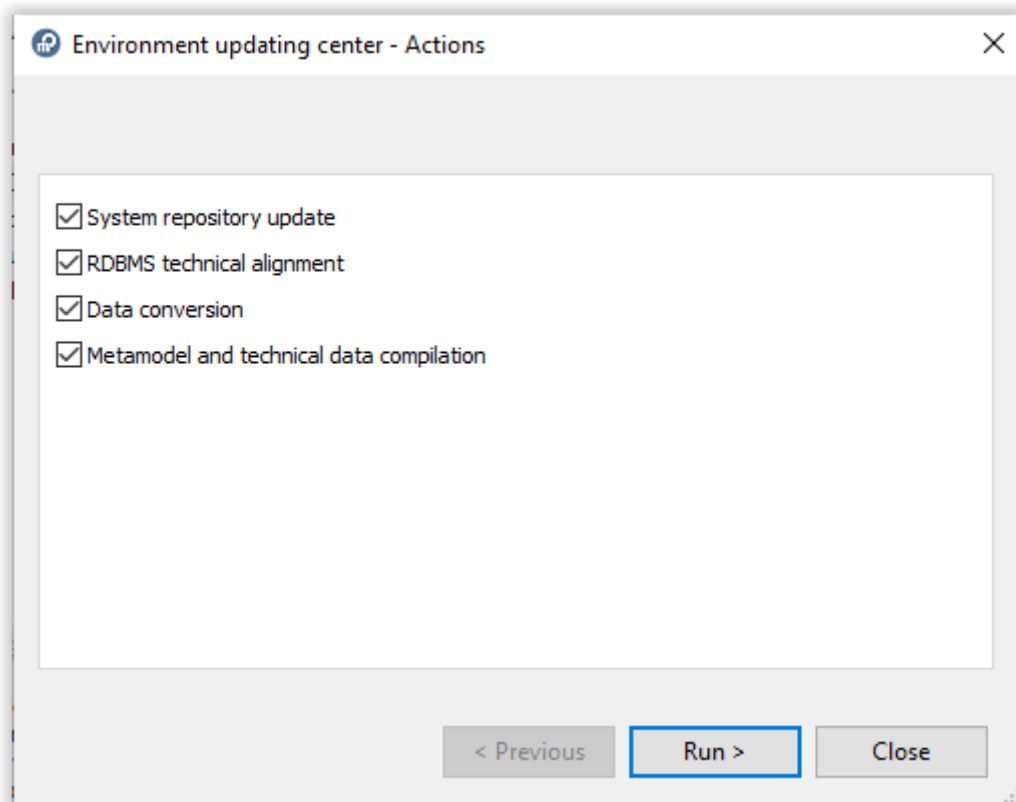 Environment updating center - Actions
System repository update
RDBMS technical alignment
Data conversion
Metamodel and technical data compilation
< Previous
Run >
Close